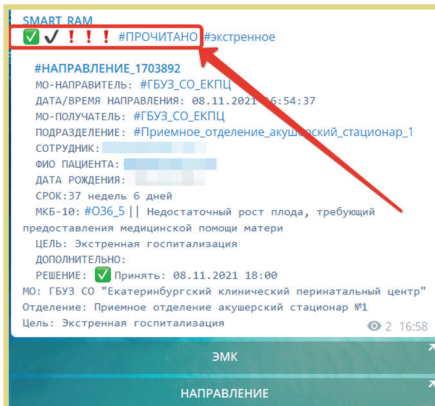 SMART RAM
✅ ✔ ❗ ❗ ❗ #ПРОЧИТАНО #экстренное
#НАПРАВЛЕНИЕ_1703892
МО-НАПРАВИТЕЛЬ: #ГБУЗ_СО_ЕКПЦ
ДАТА/ВРЕМЯ НАПРАВЛЕНИЯ: 08.11.2021 16:54:37
МО-ПОЛУЧАТЕЛЬ: #ГБУЗ_СО_ЕКПЦ
ПОДРАЗДЕЛЕНИЕ: #Приемное_отделение_акушерский_стационар_1
СОТРУДНИК:
ФИО ПАЦИЕНТА:
ДАТА РОЖДЕНИЯ:
СРОК:37 недель 6 дней
МКБ-10: #O36_5 || Недостаточный рост плода, требующий
предоставления медицинской помощи матери
ЦЕЛЬ: Экстренная госпитализация
ДОПОЛНИТЕЛЬНО:
РЕШЕНИЕ: ✅ Принять: 08.11.2021 18:00
МО: ГБУЗ СО "Екатеринбургский клинический перинатальный центр"
Отделение: Приемное отделение акушерский стационар №1
Цель: Экстренная госпитализация
2 16:58
ЭМК
НАПРАВЛЕНИЕ